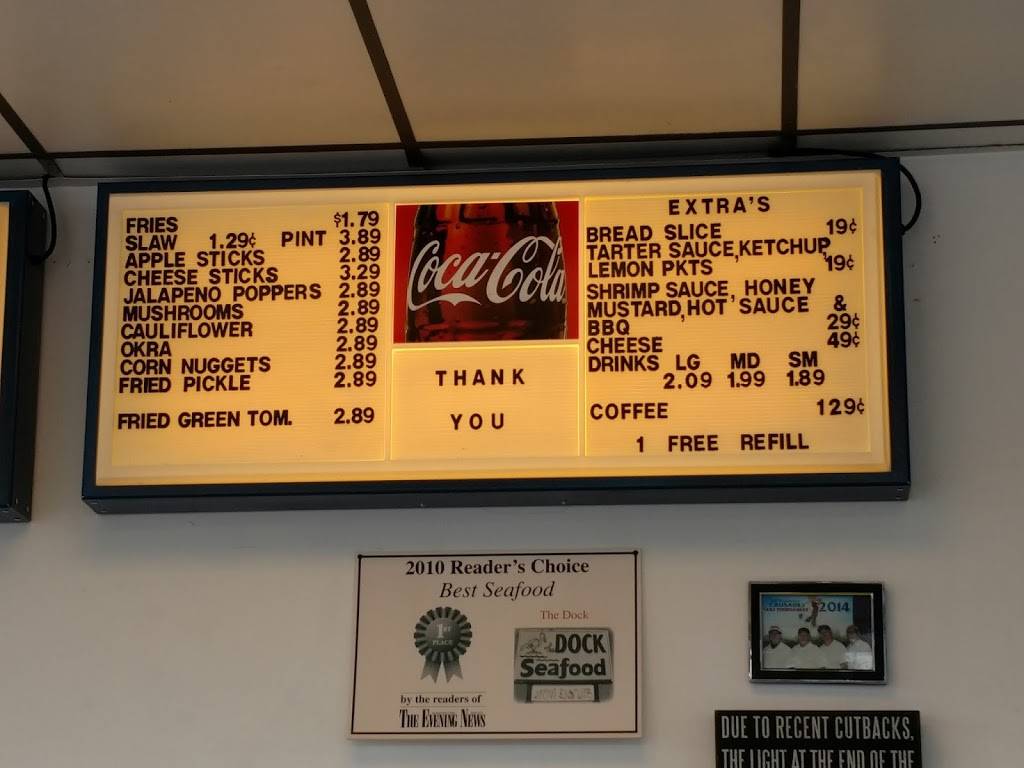 FRIES $1.79
SLAW 1.29¢ PINT 3.89
APPLE STICKS 2.89
CHEESE STICKS 3.29
JALAPENO POPPERS 2.89
MUSHROOMS 2.89
CAULIFLOWER 2.89
OKRA 2.89
CORN NUGGETS 2.89
FRIED PICKLE 2.89
FRIED GREEN TOM. 2.89
Coca-Cola
THANK
YOU
EXTRA'S
BREAD SLICE 19¢
TARTER SAUCE,KETCHUP,
LEMON PKTS 19¢
SHRIMP SAUCE, HONEY
MUSTARD,HOT SAUCE &
BBQ 29¢
CHEESE 49¢
DRINKS LG MD SM
2.09 1.99 1.89
COFFEE 129¢
1 FREE REFILL
2010 Reader's Choice
Best Seafood
1ST
PLACE
The Dock
DOCK
Seafood
by the readers of
THE EVENING NEWS
CRUSADERS 2014
DUE TO RECENT CUTBACKS,
THE LIGHT AT THE END OF THE